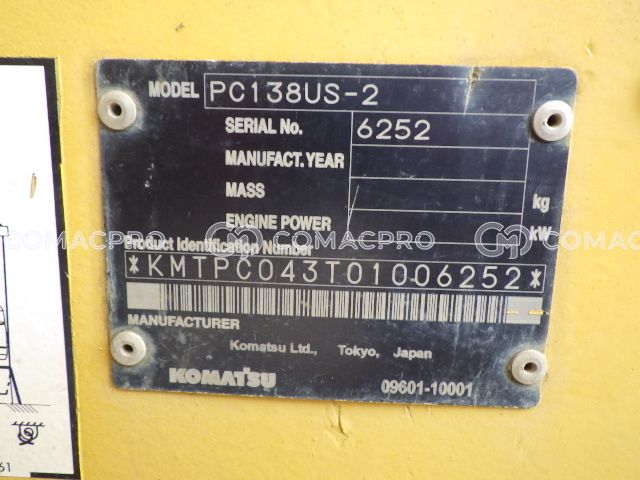 MODEL PC138US-2
SERIAL No. 6252
MANUFACT.YEAR
MASS kg
ENGINE POWER kW
COMACPRO COMACPRO COMACPRO
Product Identification Number
*KMTPC043T01006252*
MANUFACTURER
Komatsu Ltd., Tokyo, Japan
KOMATSU 09601-10001
61